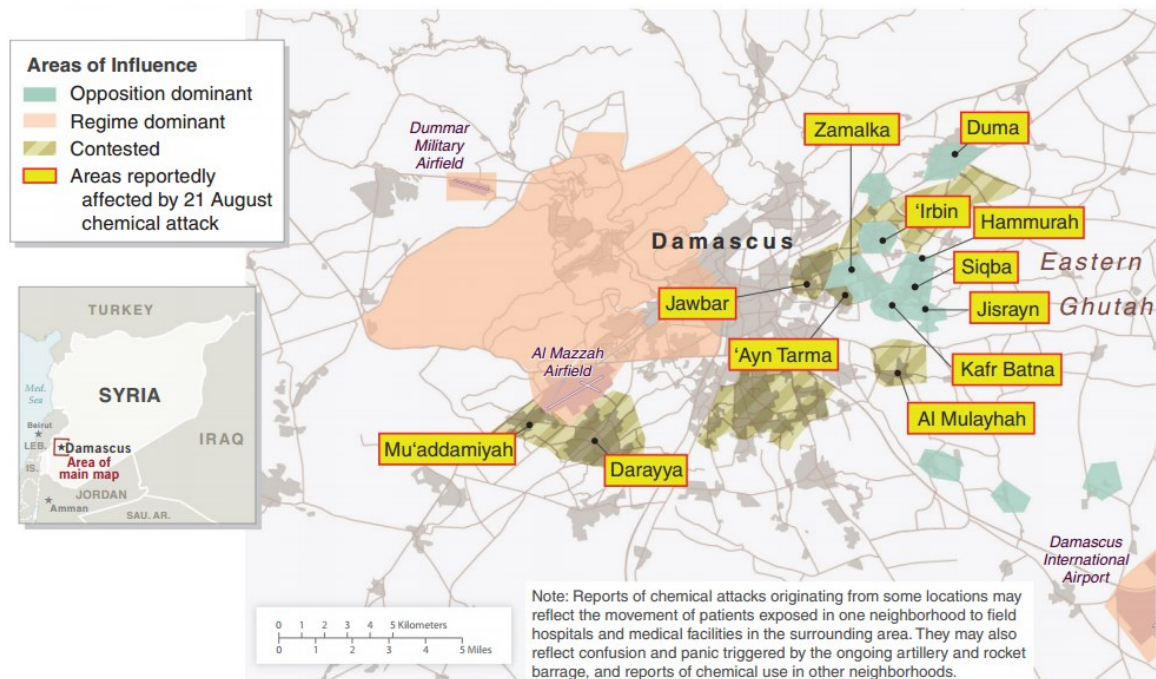 Areas of Influence
Opposition dominant
Regime dominant
Contested
Areas reportedly
affected by 21 August
chemical attack
TURKEY
Med.
Sea
SYRIA
Beirut
LEB.
Damascus
IRAQ
IS.
Area of
main map
JORDAN
Amman
SAU. AR.
Dummar
Military
Airfield
Zamalka
Duma
‘Irbin
Hammurah
Damascus
Siqba
Eastern
Ghutah
Jawbar
Jisrayn
Al Mazzah
Airfield
‘Ayn Tarma
Kafr Batna
Al Mulayhah
Mu‘addamiyah
Darayya
Damascus
International
Airport
0 1 2 3 4 5 Kilometers
0 1 2 3 4 5 Miles
Note: Reports of chemical attacks originating from some locations may
reflect the movement of patients exposed in one neighborhood to field
hospitals and medical facilities in the surrounding area. They may also
reflect confusion and panic triggered by the ongoing artillery and rocket
barrage, and reports of chemical use in other neighborhoods.